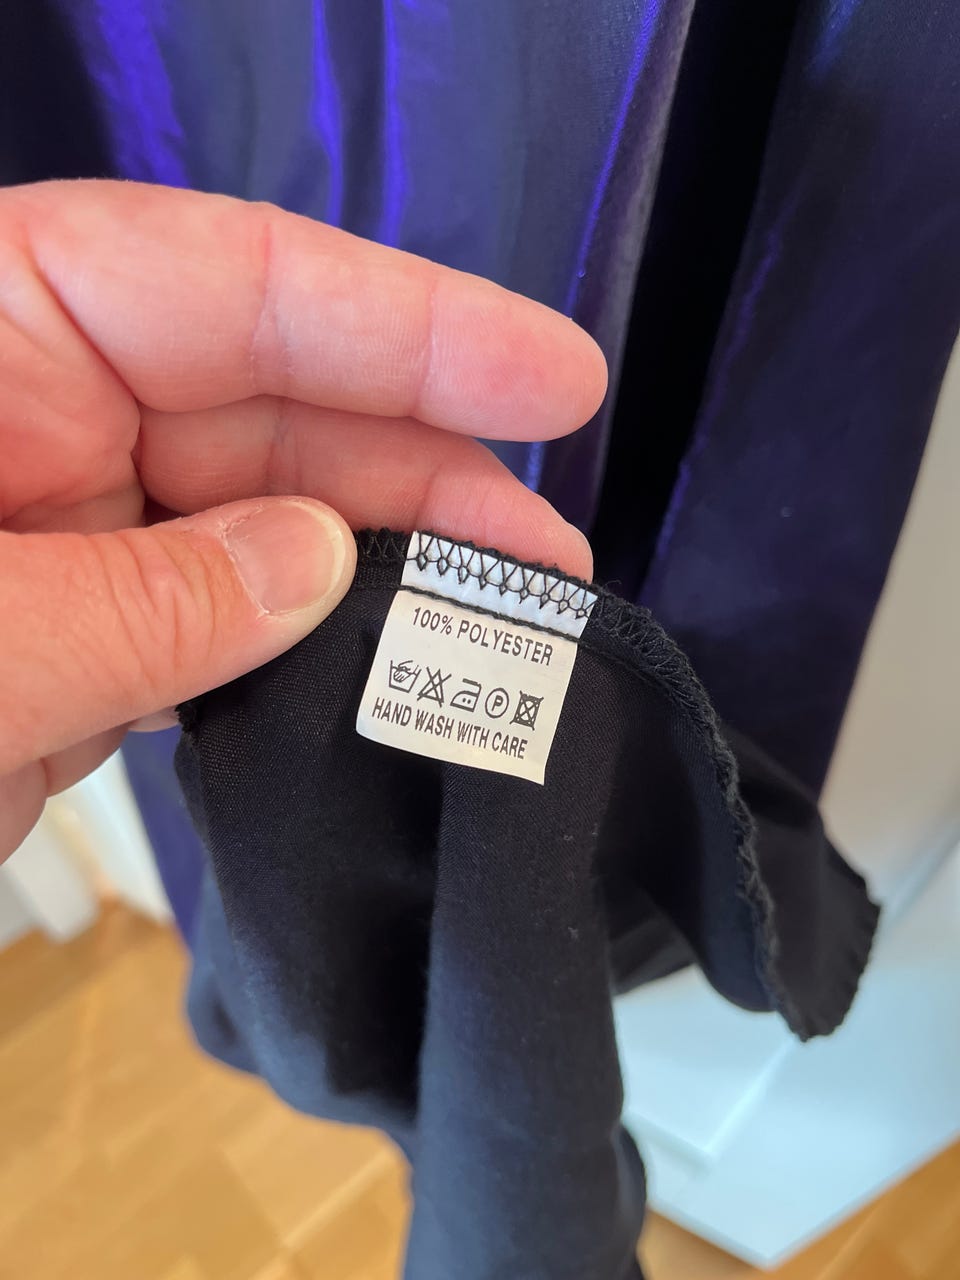 100% POLYESTER
P
HAND WASH WITH CARE